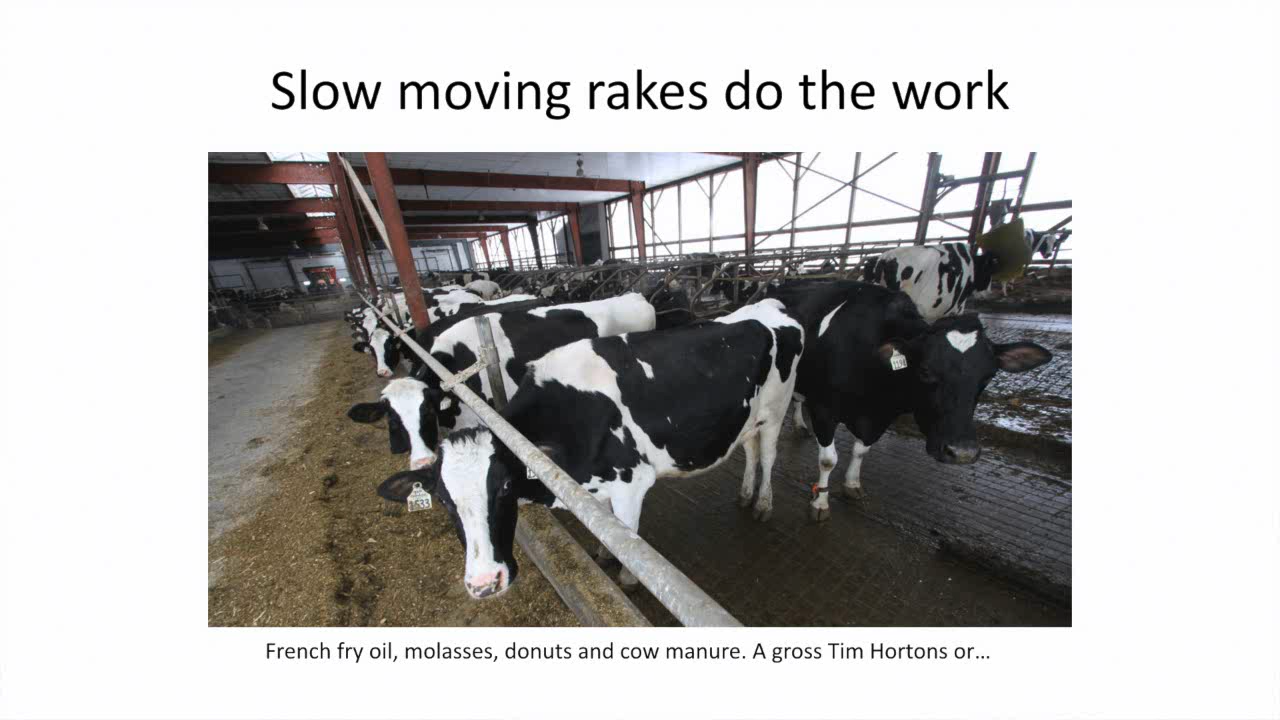 Slow moving rakes do the work
French fry oil, molasses, donuts and cow manure. A gross Tim Hortons or…